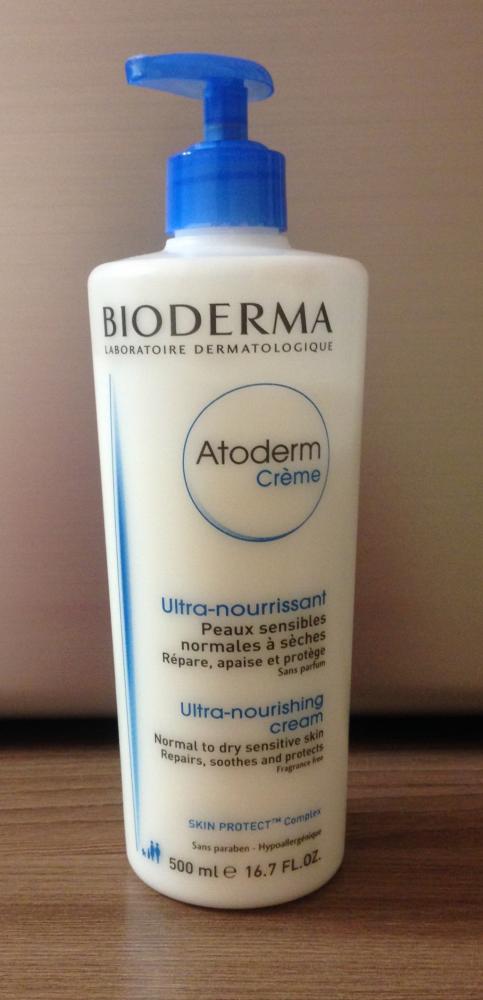 BIODERMA
LABORATOIRE DERMATOLOGIQUE
Atoderm
Crème
Ultra-nourrissant
Peaux sensibles
normales à sèches
Répare, apaise et protège
Sans parfum
Ultra-nourishing
cream
Normal to dry sensitive skin
Repairs, soothes and protects
Fragrance free
SKIN PROTECT™ Complex
Sans paraben - Hypoallergénique
500 ml ℮ 16.7 FL.OZ.